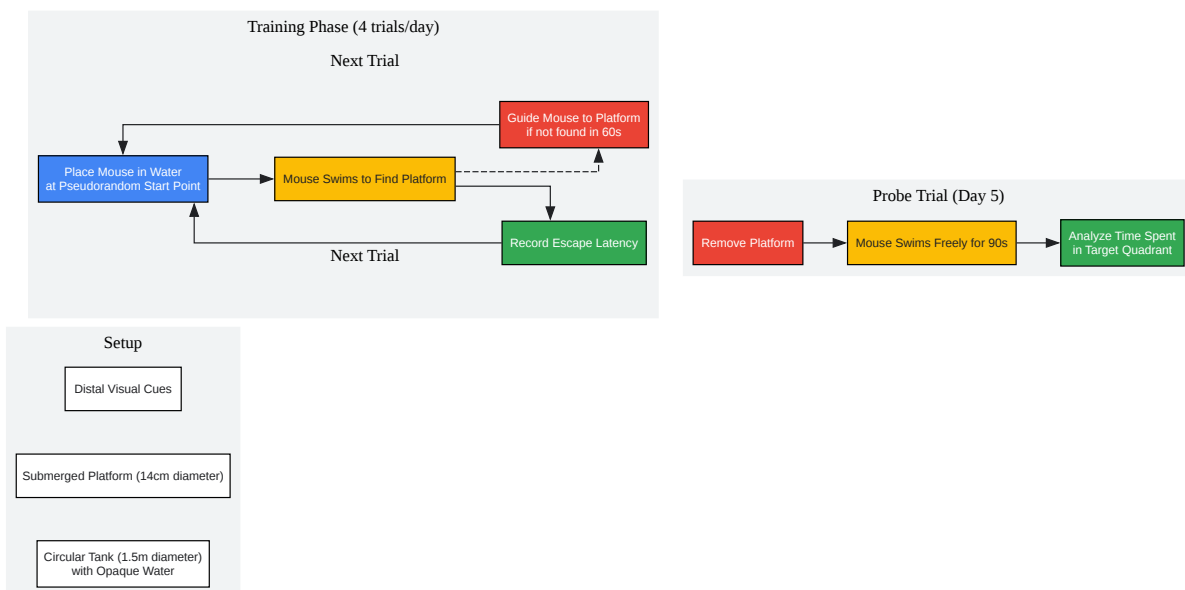 Training Phase (4 trials/day)
Next Trial
Guide Mouse to Platform
if not found in 60s
Place Mouse in Water
at Pseudorandom Start Point
Mouse Swims to Find Platform
Record Escape Latency
Next Trial
Probe Trial (Day 5)
Remove Platform
Mouse Swims Freely for 90s
Analyze Time Spent
in Target Quadrant
Setup
Distal Visual Cues
Submerged Platform (14cm diameter)
Circular Tank (1.5m diameter)
with Opaque Water